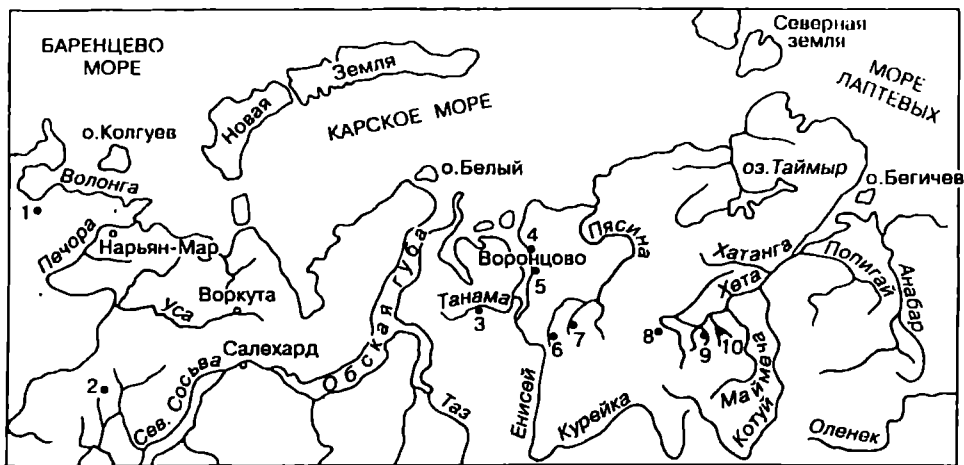 БАРЕНЦЕВО
МОРЕ
Северная
земля
МОРЕ
ЛАПТЕВЫХ
Новая
Земля
КАРСКОЕ МОРЕ
о.Колгуев
о.Белый
оз.Таймыр
о.Бегичев
Волонга
1
Печора
Нарьян-Мар
Воркута
Уса
Салехард
2
Сев. Сосьва
Обская губа
Таз
4
Воронцово
5
Танама
3
Енисей
6
7
Пясина
Курейка
Хатанга
Хета
8
9
10
Маймеча
Котуй
Попигай
Анабар
Оленек